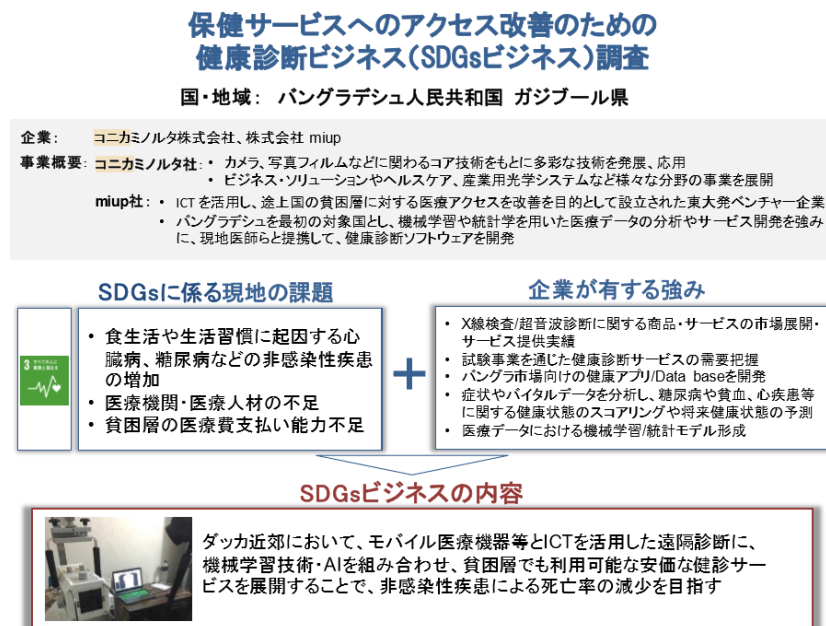 保健サービスへのアクセス改善のための
健康診断ビジネス(SDGsビジネス)調査
国・地域： バングラデシュ人民共和国 ガジプール県
企業： コニカミノルタ株式会社、株式会社 miup
事業概要： コニカミノルタ社： • カメラ、写真フィルムなどに関わるコア技術をもとに多彩な技術を発展、応用
• ビジネス・ソリューションやヘルスケア、産業用光学システムなど様々な分野の事業を展開
miup社： • ICTを活用し、途上国の貧困層に対する医療アクセスを改善を目的として設立された東大発ベンチャー企業
• バングラデシュを最初の対象国とし、機械学習や統計学を用いた医療データの分析やサービス開発を強み
に、現地医師らと提携して、健康診断ソフトウェアを開発
SDGsに係る現地の課題
3 すべての人に
健康と福祉を
• 食生活や生活習慣に起因する心
臓病、糖尿病などの非感染性疾患
の増加
• 医療機関・医療人材の不足
• 貧困層の医療費支払い能力不足
+
企業が有する強み
• X線検査/超音波診断に関する商品・サービスの市場展開・
サービス提供実績
• 試験事業を通じた健康診断サービスの需要把握
• バングラ市場向けの健康アプリ/Data baseを開発
• 症状やバイタルデータを分析し、糖尿病や貧血、心疾患等
に関する健康状態のスコアリングや将来健康状態の予測
• 医療データにおける機械学習/統計モデル形成
SDGsビジネスの内容
ダッカ近郊において、モバイル医療機器等とICTを活用した遠隔診断に、
機械学習技術・AIを組み合わせ、貧困層でも利用可能な安価な健診サー
ビスを展開することで、非感染性疾患による死亡率の減少を目指す